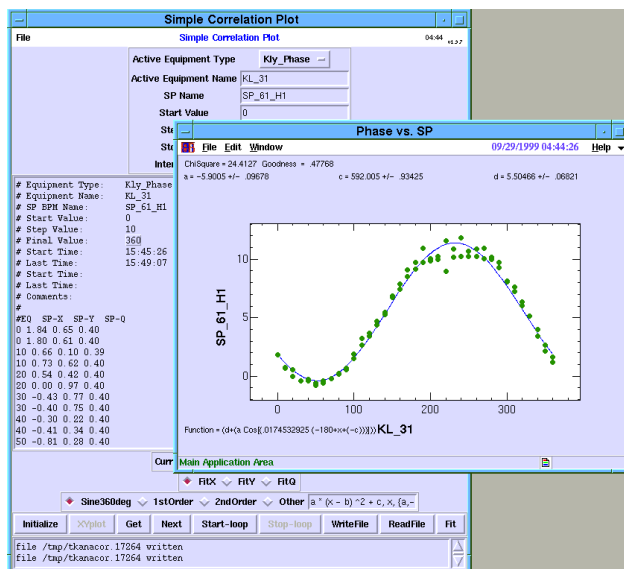 Simple Correlation Plot
File Simple Correlation Plot 04:44
Active Equipment Type Kly_Phase
Active Equipment Name KL_31
SP Name SP_61_H1
Start Value 0
Phase vs. SP
File Edit Window 09/29/1999 04:44:26 Help
ChiSquare = 24.4127 Goodness = .47768
a = -5.9005 +/- .09678 c = 592.005 +/- .93425 d = 5.50466 +/- .06821
10
5
0
SP_61_H1
0 100 200 300
Function = (d+(a Cos[(.0174532925 (-180+x+(-c)))])) KL_31
Main Application Area
# Equipment Type: Kly_Phase
# Equipment Name: KL_31
# SP BPM Name: SP_61_H1
# Start Value: 0
# Step Value: 10
# Final Value: 360
# Start Time: 15:45:26
# Last Time: 15:49:07
# Start Time:
# Last Time:
# Comments:
#
#EQ SP-X SP-Y SP-Q
0 1.84 0.65 0.40
0 1.80 0.61 0.40
10 0.66 0.10 0.39
10 0.73 0.62 0.40
20 0.54 0.42 0.40
20 0.00 0.97 0.40
30 -0.43 0.77 0.40
30 -0.40 0.75 0.40
40 -0.30 0.22 0.40
40 -0.41 0.34 0.40
50 -0.81 0.28 0.40
FitX FitY FitQ
Sine360deg 1stOrder 2ndOrder Other a * (x - b) ^2 + c, x, {a,
Initialize XYplot Get Next Start-loop Stop-loop WriteFile ReadFile Fit
file /tmp/tkanacor.17264 written
file /tmp/tkanacor.17264 written